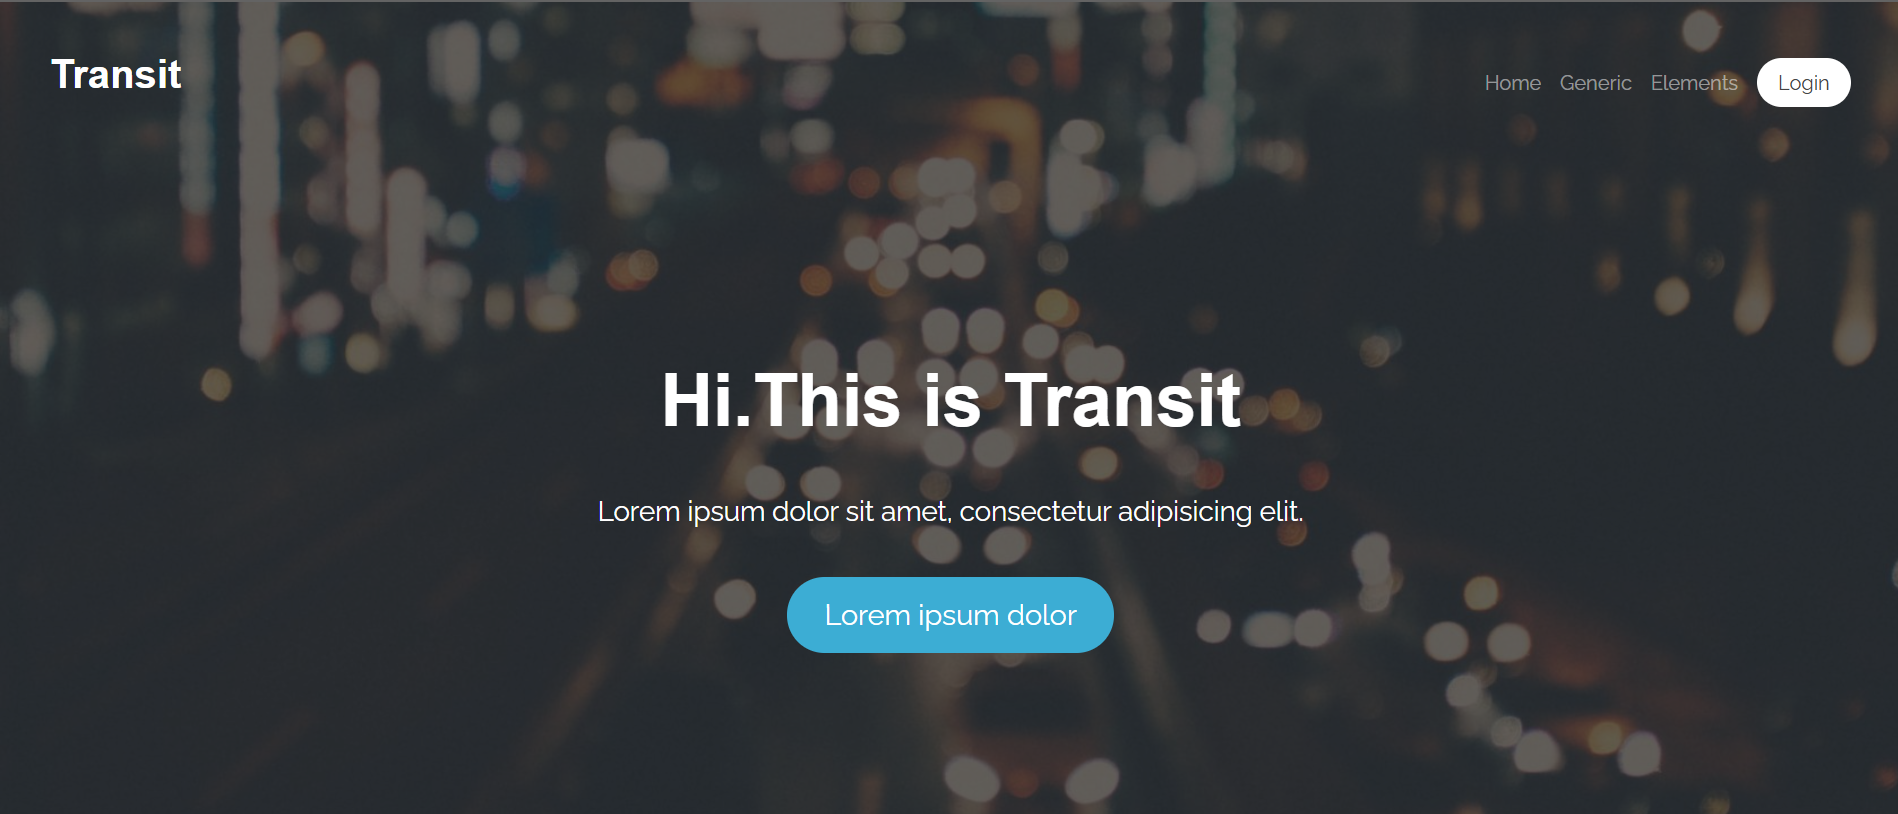 Transit
Home Generic Elements Login
Hi.This is Transit
Lorem ipsum dolor sit amet, consectetur adipisicing elit.
Lorem ipsum dolor